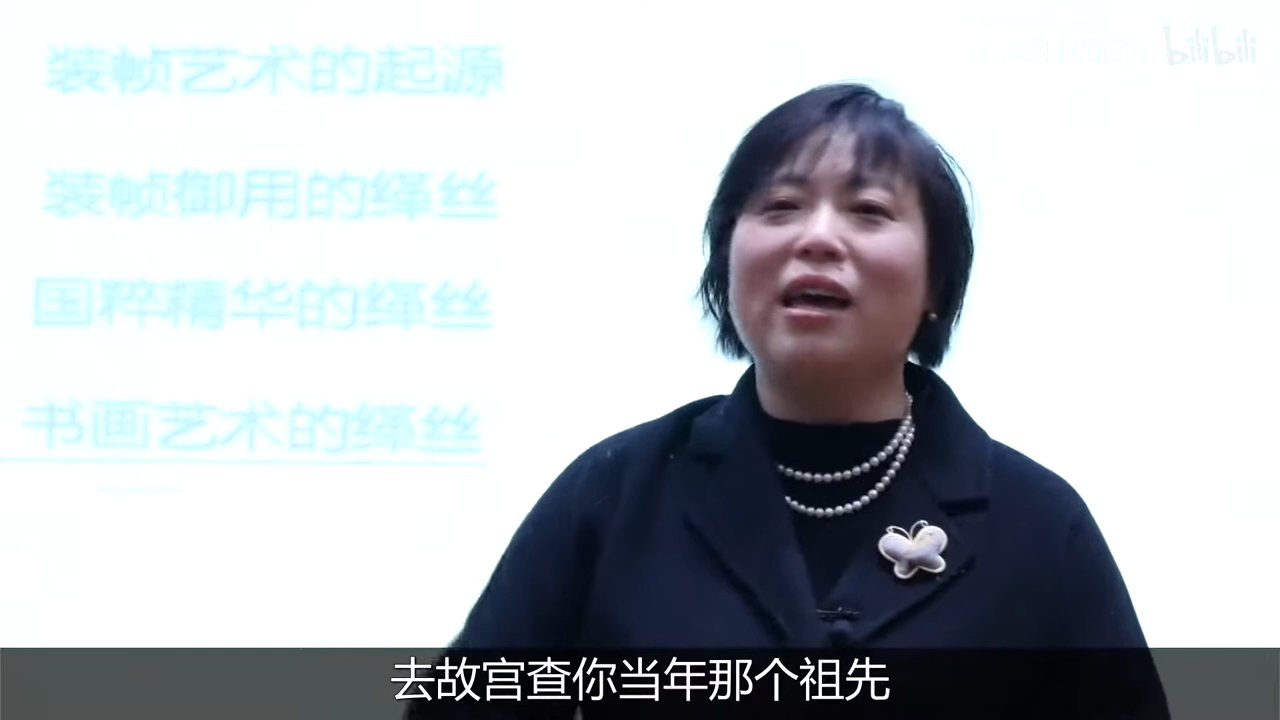 装帧艺术的起源
bilibili
装帧御用的缂丝
国粹精华的缂丝
书画艺术的缂丝
去故宫查你当年那个祖先